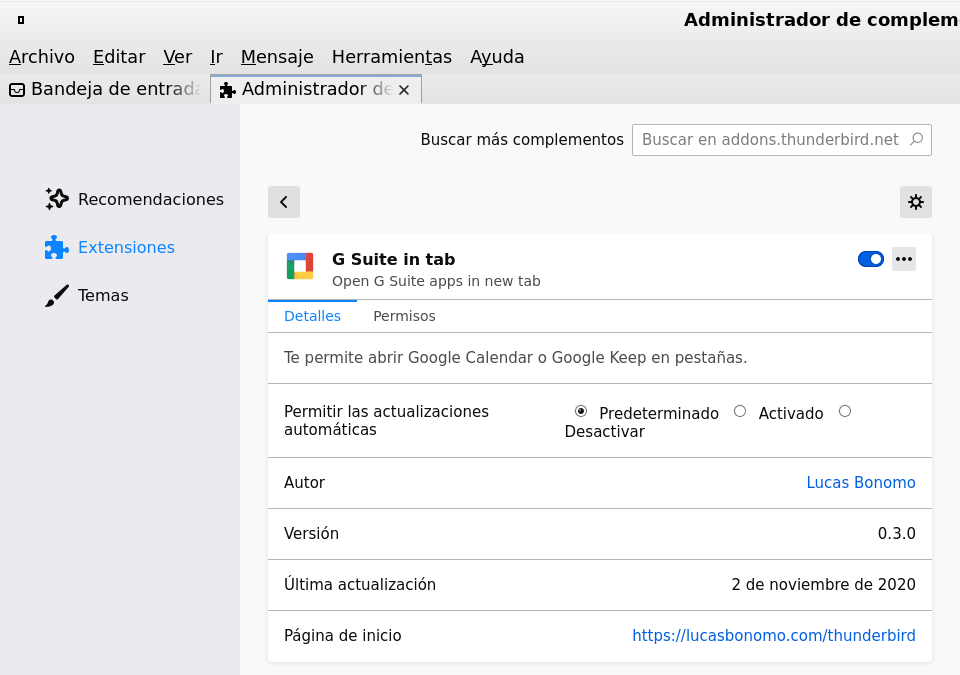 Administrador de complem
Archivo Editar Ver Ir Mensaje Herramientas Ayuda
Bandeja de entrada Administrador de
Buscar más complementos Buscar en addons.thunderbird.net
Recomendaciones
Extensiones
Temas
G Suite in tab
Open G Suite apps in new tab
Detalles Permisos
Te permite abrir Google Calendar o Google Keep en pestañas.
Permitir las actualizaciones
automáticas
Predeterminado Activado
Desactivar
Autor Lucas Bonomo
Versión 0.3.0
Última actualización 2 de noviembre de 2020
Página de inicio https://lucasbonomo.com/thunderbird